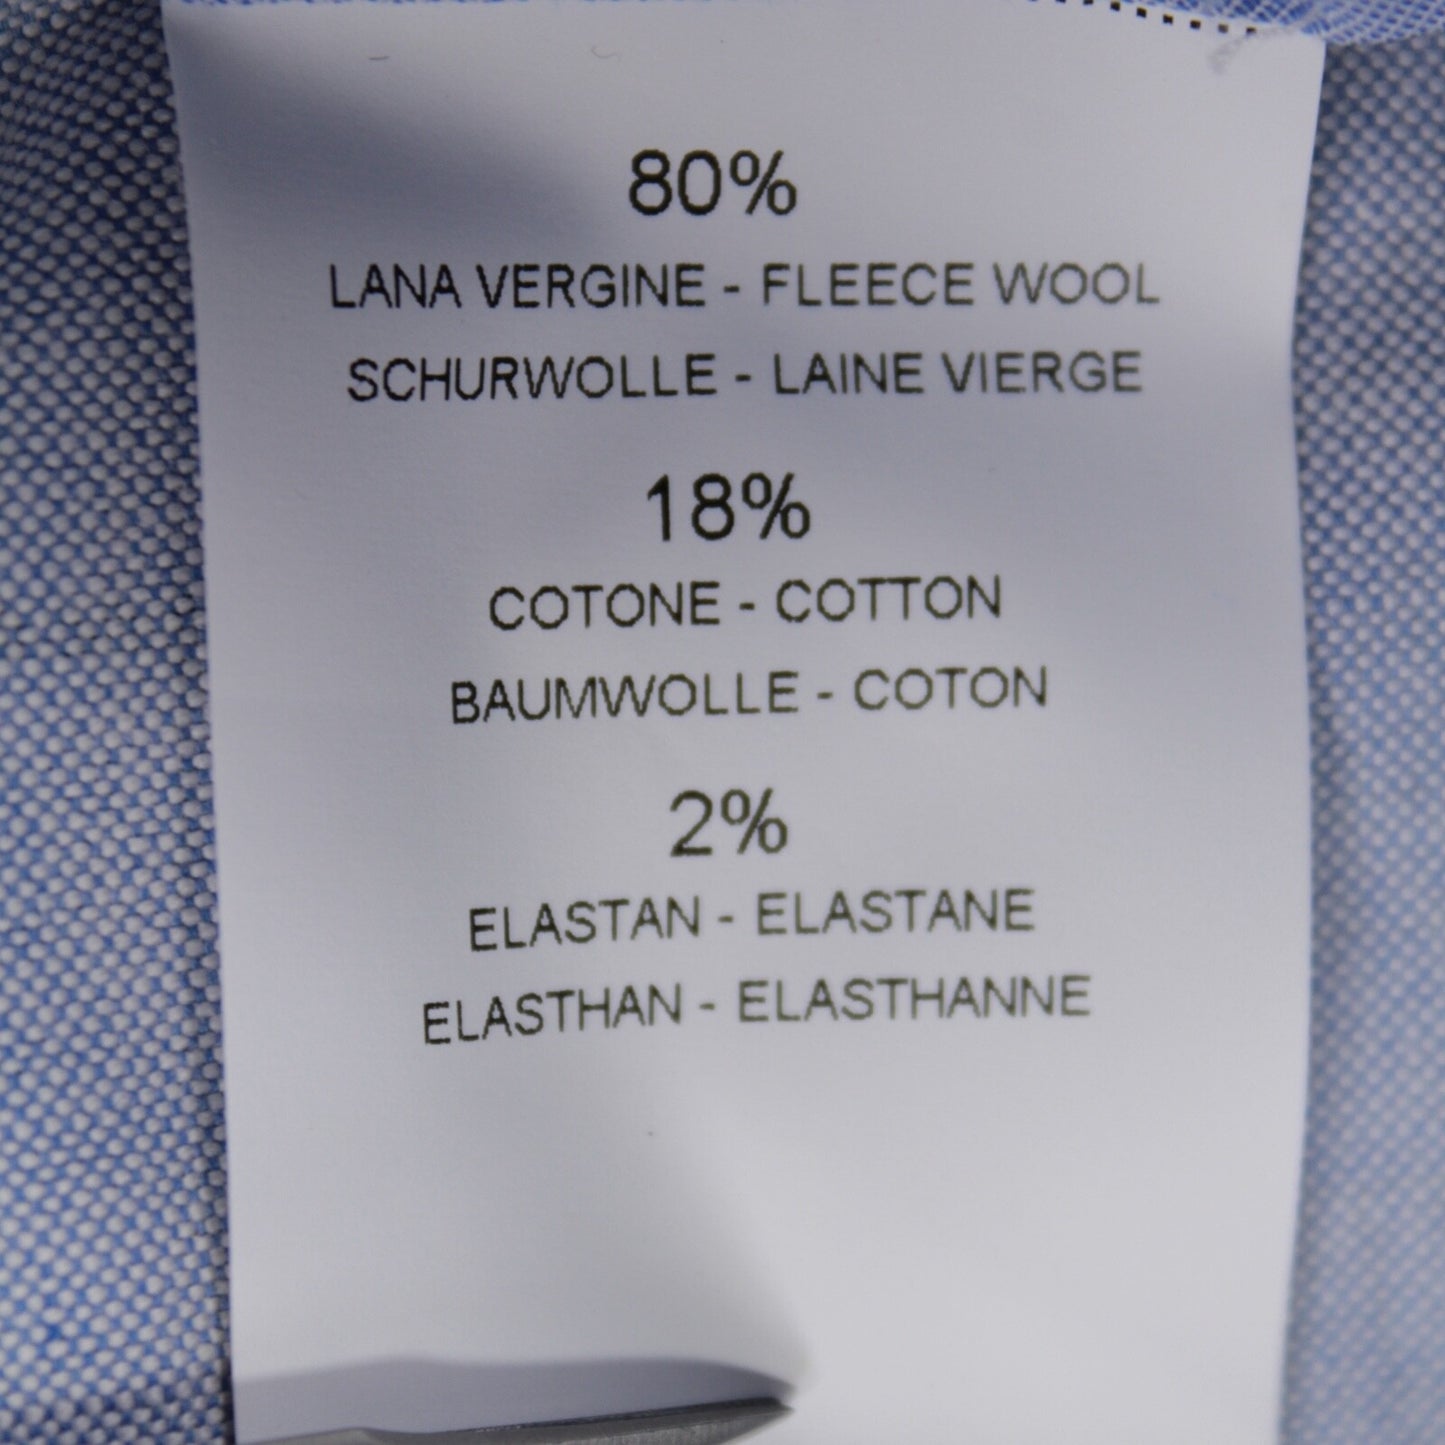 80%
LANA VERGINE - FLEECE WOOL
SCHURWOLLE - LAINE VIERGE
18%
COTONE - COTTON
BAUMWOLLE - COTON
2%
ELASTAN - ELASTANE
ELASTHAN - ELASTHANNE